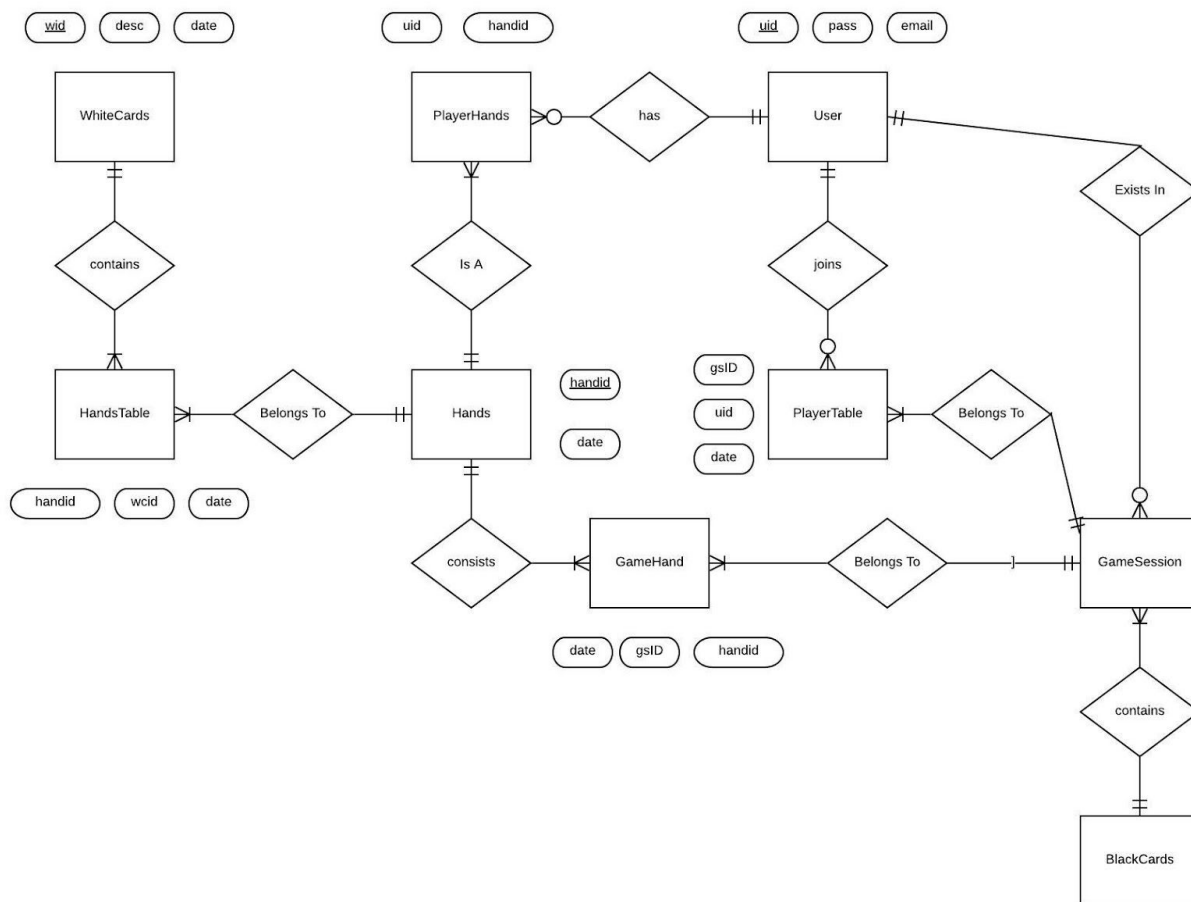 wid desc date
uid handid
uid pass email
WhiteCards
PlayerHands
has
User
Exists In
contains
Is A
joins
HandsTable
Belongs To
Hands
handid
date
gsID
uid
date
PlayerTable
Belongs To
handid wcid date
consists
GameHand
Belongs To
GameSession
date gsID handid
contains
BlackCards